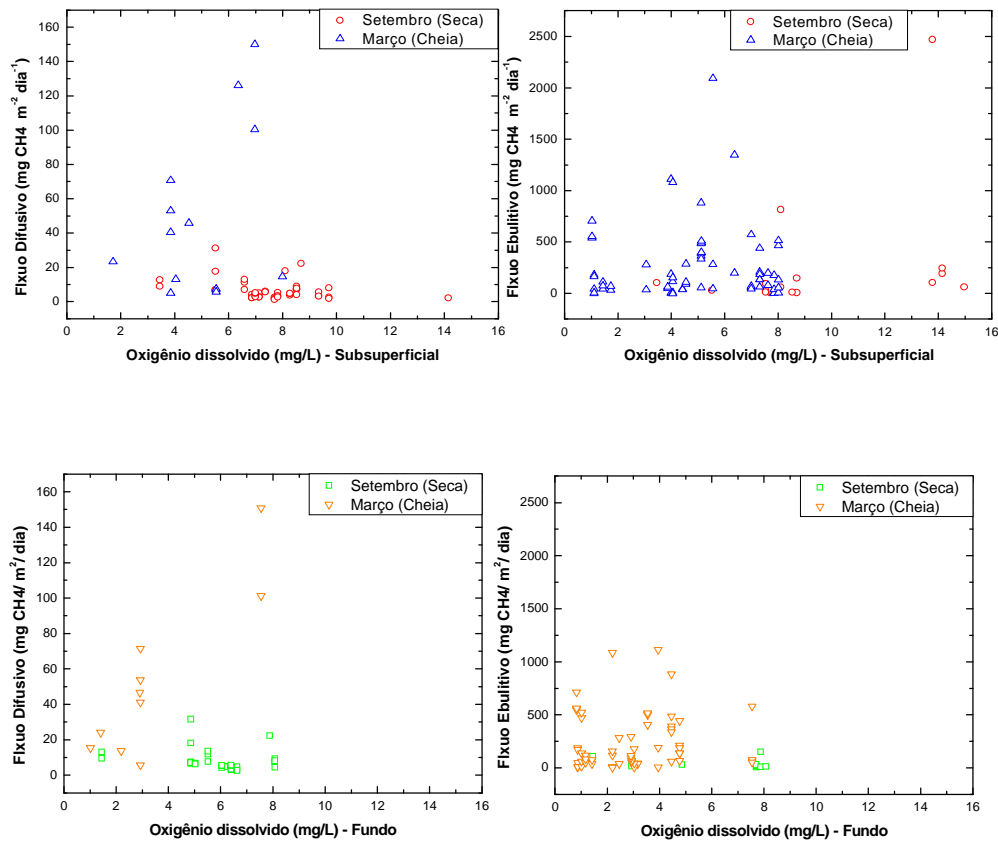 Setembro (Seca)
Março (Cheia)
Flxuo Difusivo (mg CH4 m-2 dia-1)
160
140
120
100
80
60
40
20
0
0 2 4 6 8 10 12 14 16
Oxigênio dissolvido (mg/L) - Subsuperficial
Setembro (Seca)
Março (Cheia)
Flxuo Ebulitivo (mg CH4 m-2 dia-1)
2500
2000
1500
1000
500
0
0 2 4 6 8 10 12 14 16
Oxigênio dissolvido (mg/L) - Subsuperficial
Setembro (Seca)
Março (Cheia)
Flxuo Difusivo (mg CH4/ m²/ dia)
160
140
120
100
80
60
40
20
0
0 2 4 6 8 10 12 14 16
Oxigênio dissolvido (mg/L) - Fundo
Setembro (Seca)
Março (Cheia)
Flxuo Ebulitivo (mg CH4/ m²/ dia)
2500
2000
1500
1000
500
0
0 2 4 6 8 10 12 14 16
Oxigênio dissolvido (mg/L) - Fundo